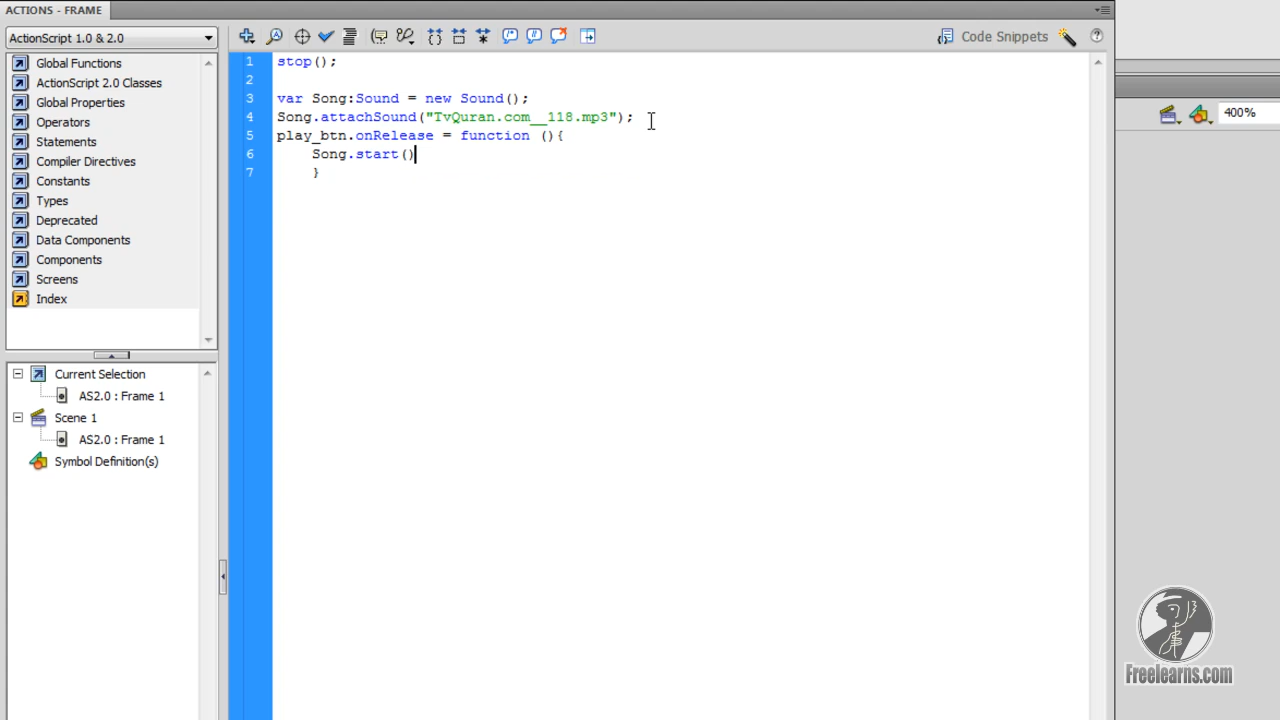 ACTIONS - FRAME
ActionScript 1.0 & 2.0
Code Snippets
400%
Global Functions
ActionScript 2.0 Classes
Global Properties
Operators
Statements
Compiler Directives
Constants
Types
Deprecated
Data Components
Components
Screens
Index
Current Selection
AS2.0 : Frame 1
Scene 1
AS2.0 : Frame 1
Symbol Definition(s)
1 stop();
2
3 var Song:Sound = new Sound();
4 Song.attachSound("TvQuran.com__118.mp3");
5 play_btn.onRelease = function (){
6 Song.start()
7 }
Freelearns.com